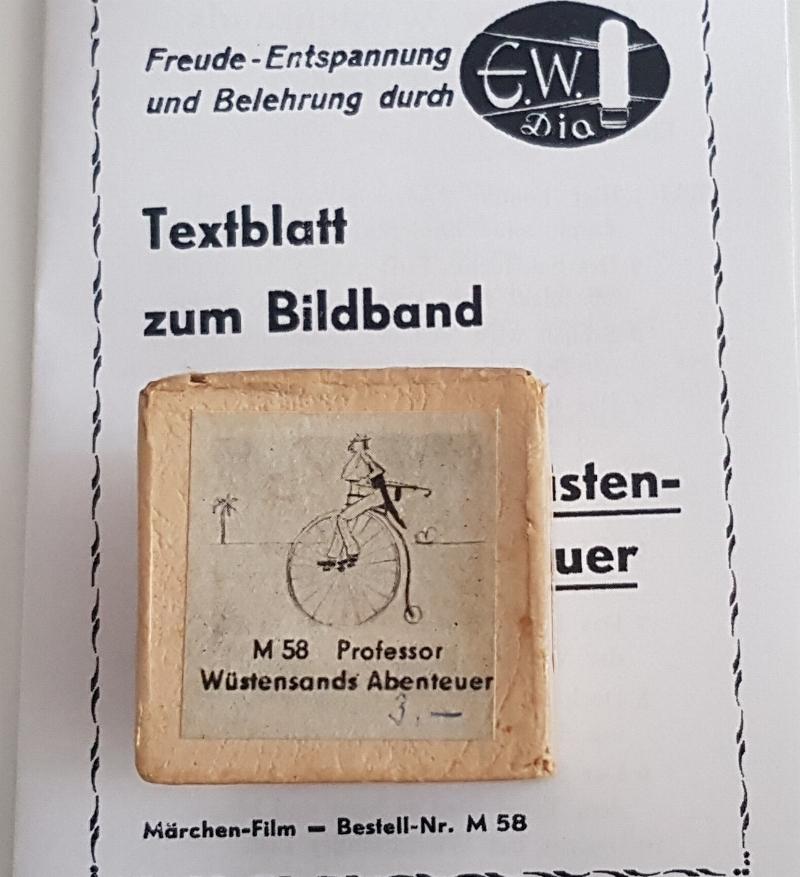 Freude-Entspannung
und Belehrung durch
E.W.
Dia
Textblatt
zum Bildband
isten-
uer
M 58 Professor
Wüstensands Abenteuer
3.—
Märchen-Film — Bestell-Nr. M 58